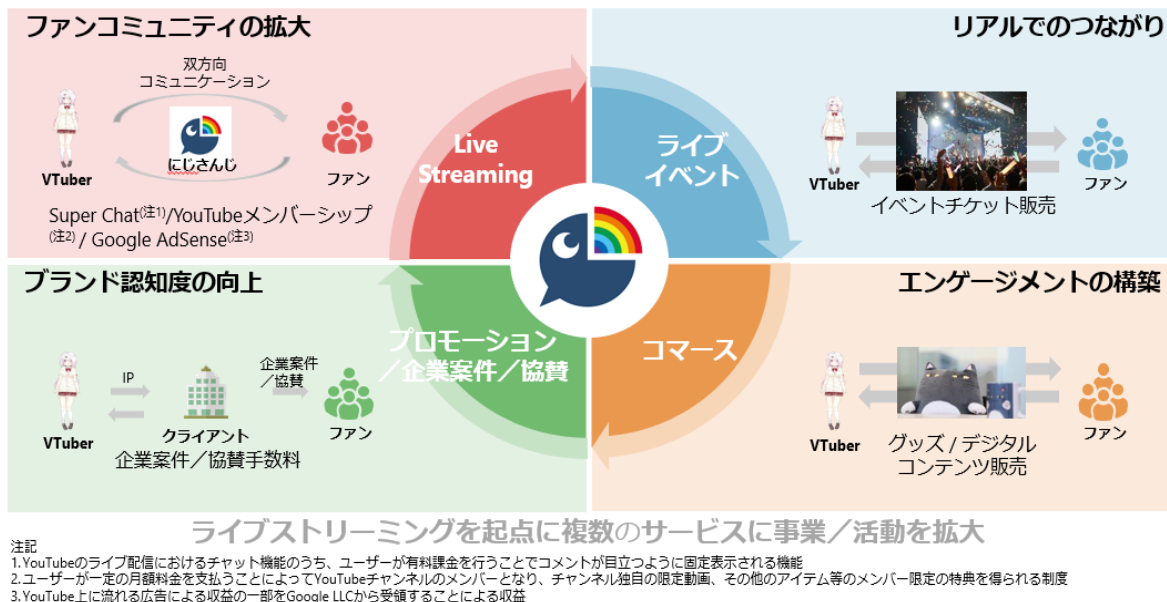 ファンコミュニティの拡大
双方向
コミュニケーション
にじさんじ
VTuber
ファン
Super Chat(注1)/YouTubeメンバーシップ
(注2) / Google AdSense(注3)
Live
Streaming
リアルでのつながり
ライブ
イベント
VTuber
ファン
イベントチケット販売
ブランド認知度の向上
IP
企業案件
／協賛
VTuber
クライアント
ファン
企業案件／協賛手数料
プロモーション
／企業案件／協賛
エンゲージメントの構築
コマース
VTuber
ファン
グッズ / デジタル
コンテンツ販売
ライブストリーミングを起点に複数のサービスに事業／活動を拡大
注記
1.YouTubeのライブ配信におけるチャット機能のうち、ユーザーが有料課金を行うことでコメントが目立つように固定表示される機能
2.ユーザーが一定の月額料金を支払うことによってYouTubeチャンネルのメンバーとなり、チャンネル独自の限定動画、その他のアイテム等のメンバー限定の特典を得られる制度
3.YouTube上に流れる広告による収益の一部をGoogle LLCから受領することによる収益